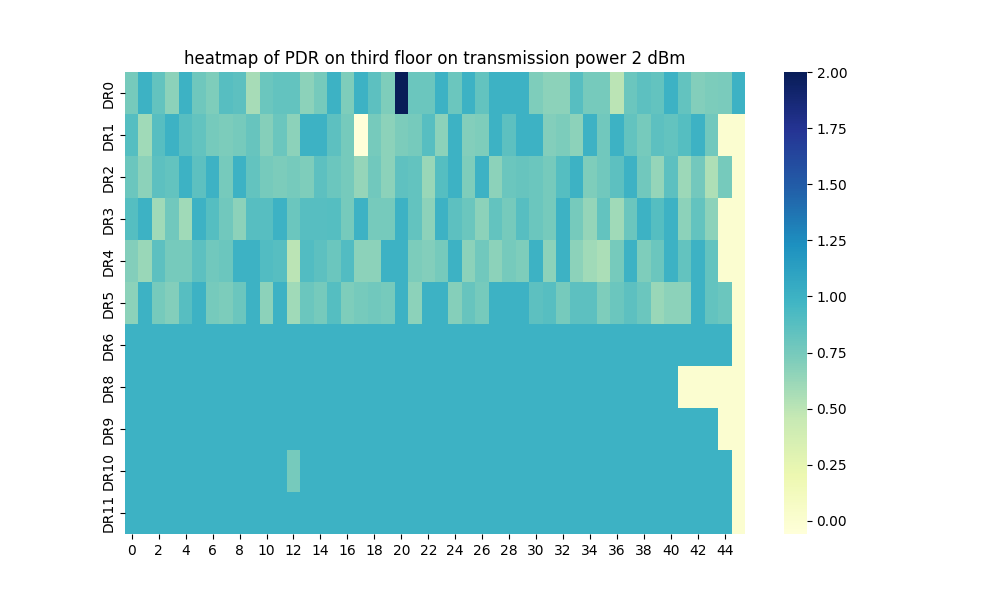 heatmap of PDR on third floor on transmission power 2 dBm
DR0
DR1
DR2
DR3
DR4
DR5
DR6
DR8
DR9
DR10
DR11
0 2 4 6 8 10 12 14 16 18 20 22 24 26 28 30 32 34 36 38 40 42 44
2.00
1.75
1.50
1.25
1.00
0.75
0.50
0.25
0.00